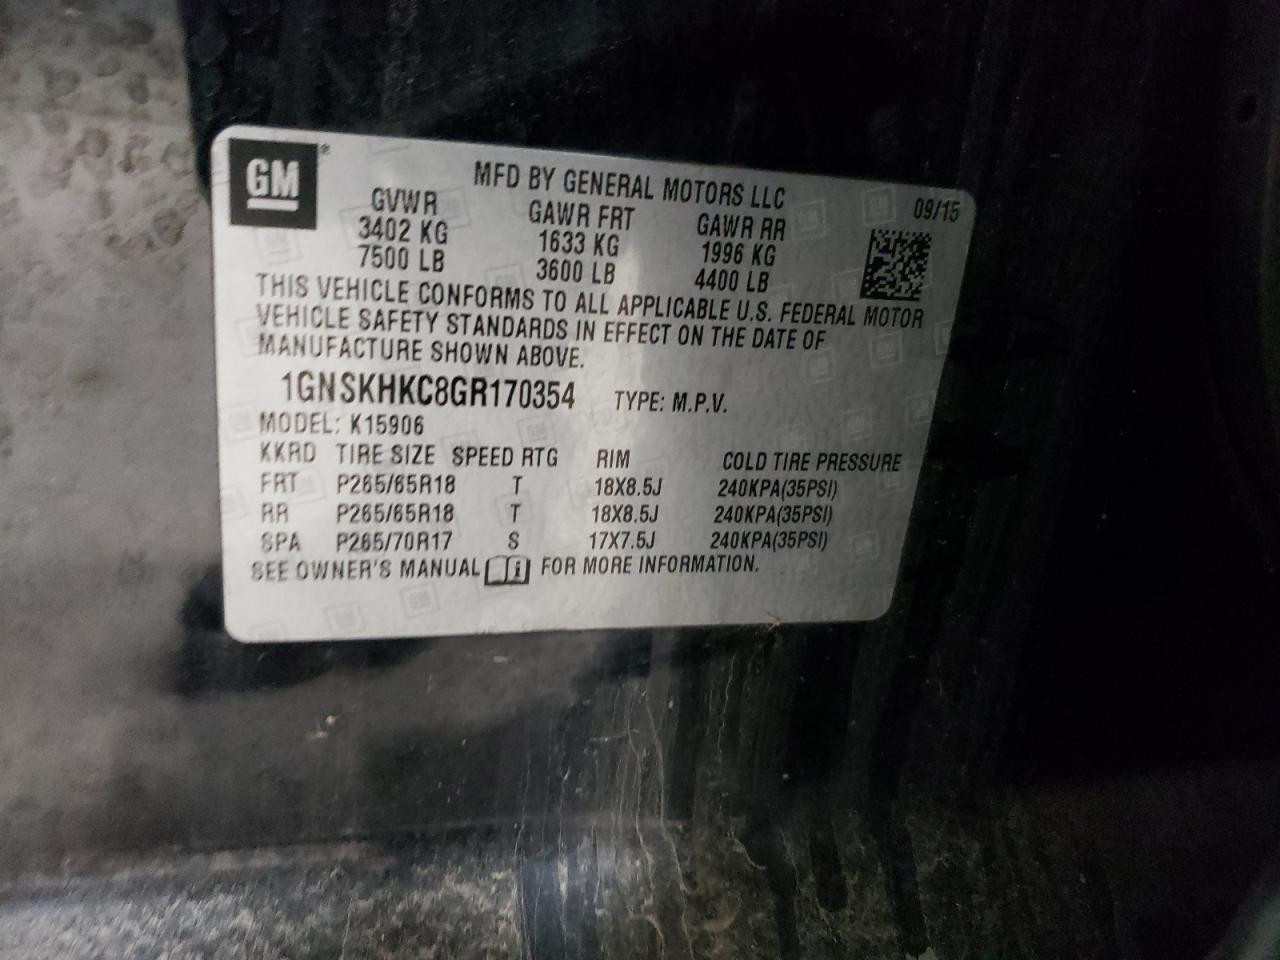 GM®
MFD BY GENERAL MOTORS LLC
09/15
GVWR GAWR FRT GAWR RR
3402 KG 1633 KG 1996 KG
7500 LB 3600 LB 4400 LB
THIS VEHICLE CONFORMS TO ALL APPLICABLE U.S. FEDERAL MOTOR
VEHICLE SAFETY STANDARDS IN EFFECT ON THE DATE OF
MANUFACTURE SHOWN ABOVE.
1GNSKHKC8GR170354 TYPE: M.P.V.
MODEL: K15906
KKRD TIRE SIZE SPEED RTG RIM COLD TIRE PRESSURE
FRT P265/65R18 T 18X8.5J 240KPA(35PSI)
RR P265/65R18 T 18X8.5J 240KPA(35PSI)
SPA P265/70R17 S 17X7.5J 240KPA(35PSI)
SEE OWNER'S MANUAL FOR MORE INFORMATION.